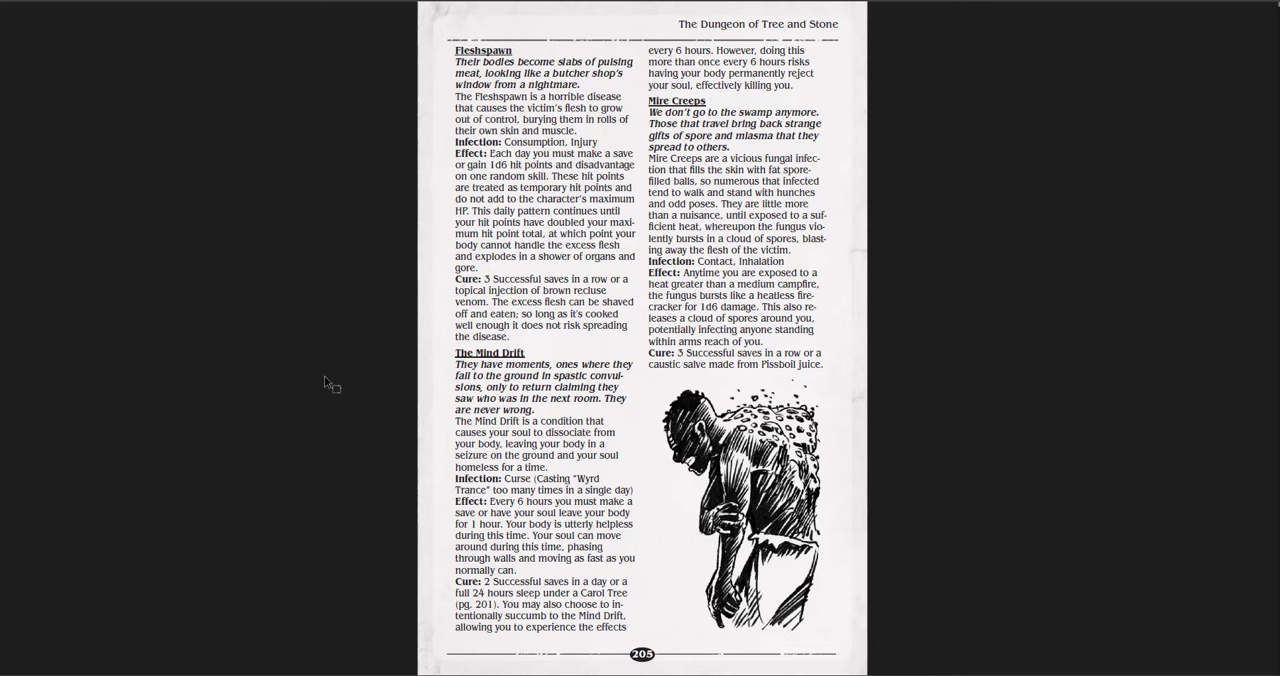 The Dungeon of Tree and Stone
Fleshspawn
Their bodies become slabs of pulsing
meat, looking like a butcher shop's
window from a nightmare.
The Fleshspawn is a horrible disease
that causes the victim's flesh to grow
out of control, burying them in rolls of
their own skin and muscle.
Infection: Consumption, Injury
Effect: Each day you must make a save
or gain 1d6 hit points and disadvantage
on one random skill. These hit points
are treated as temporary hit points and
do not add to the character's maximum
HP. This daily pattern continues until
your hit points have doubled your maxi-
mum hit point total, at which point your
body cannot handle the excess flesh
and explodes in a shower of organs and
gore.
Cure: 3 Successful saves in a row or a
topical injection of brown recluse
venom. The excess flesh can be shaved
off and eaten; so long as it's cooked
well enough it does not risk spreading
the disease.
The Mind Drift
They have moments, ones where they
fall to the ground in spastic convul-
sions, only to return claiming they
saw who was in the next room. They
are never wrong.
The Mind Drift is a condition that
causes your soul to dissociate from
your body, leaving your body in a
seizure on the ground and your soul
homeless for a time.
Infection: Curse (Casting "Wyrd
Trance" too many times in a single day)
Effect: Every 6 hours you must make a
save or have your soul leave your body
for 1 hour. Your body is utterly helpless
during this time. Your soul can move
around during this time, phasing
through walls and moving as fast as you
normally can.
Cure: 2 Successful saves in a day or a
full 24 hours sleep under a Carol Tree
(pg. 201). You may also choose to in-
tentionally succumb to the Mind Drift,
allowing you to experience the effects
every 6 hours. However, doing this
more than once every 6 hours risks
having your body permanently reject
your soul, effectively killing you.
Mire Creeps
We don't go to the swamp anymore.
Those that travel bring back strange
gifts of spore and miasma that they
spread to others.
Mire Creeps are a vicious fungal infec-
tion that fills the skin with fat spore-
filled balls, so numerous that infected
tend to walk and stand with hunches
and odd poses. They are little more
than a nuisance, until exposed to a suf-
ficient heat, whereupon the fungus vio-
lently bursts in a cloud of spores, blast-
ing away the flesh of the victim.
Infection: Contact, Inhalation
Effect: Anytime you are exposed to a
heat greater than a medium campfire,
the fungus bursts like a heatless fire-
cracker for 1d6 damage. This also re-
leases a cloud of spores around you,
potentially infecting anyone standing
within arms reach of you.
Cure: 3 Successful saves in a row or a
caustic salve made from Pissboil juice.
205